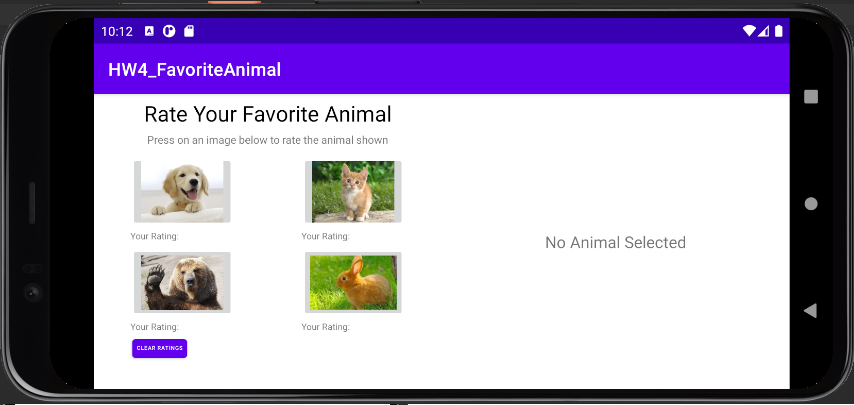 10:12
HW4_FavoriteAnimal
Rate Your Favorite Animal
Press on an image below to rate the animal shown
Your Rating:
Your Rating:
Your Rating:
Your Rating:
CLEAR RATINGS
No Animal Selected